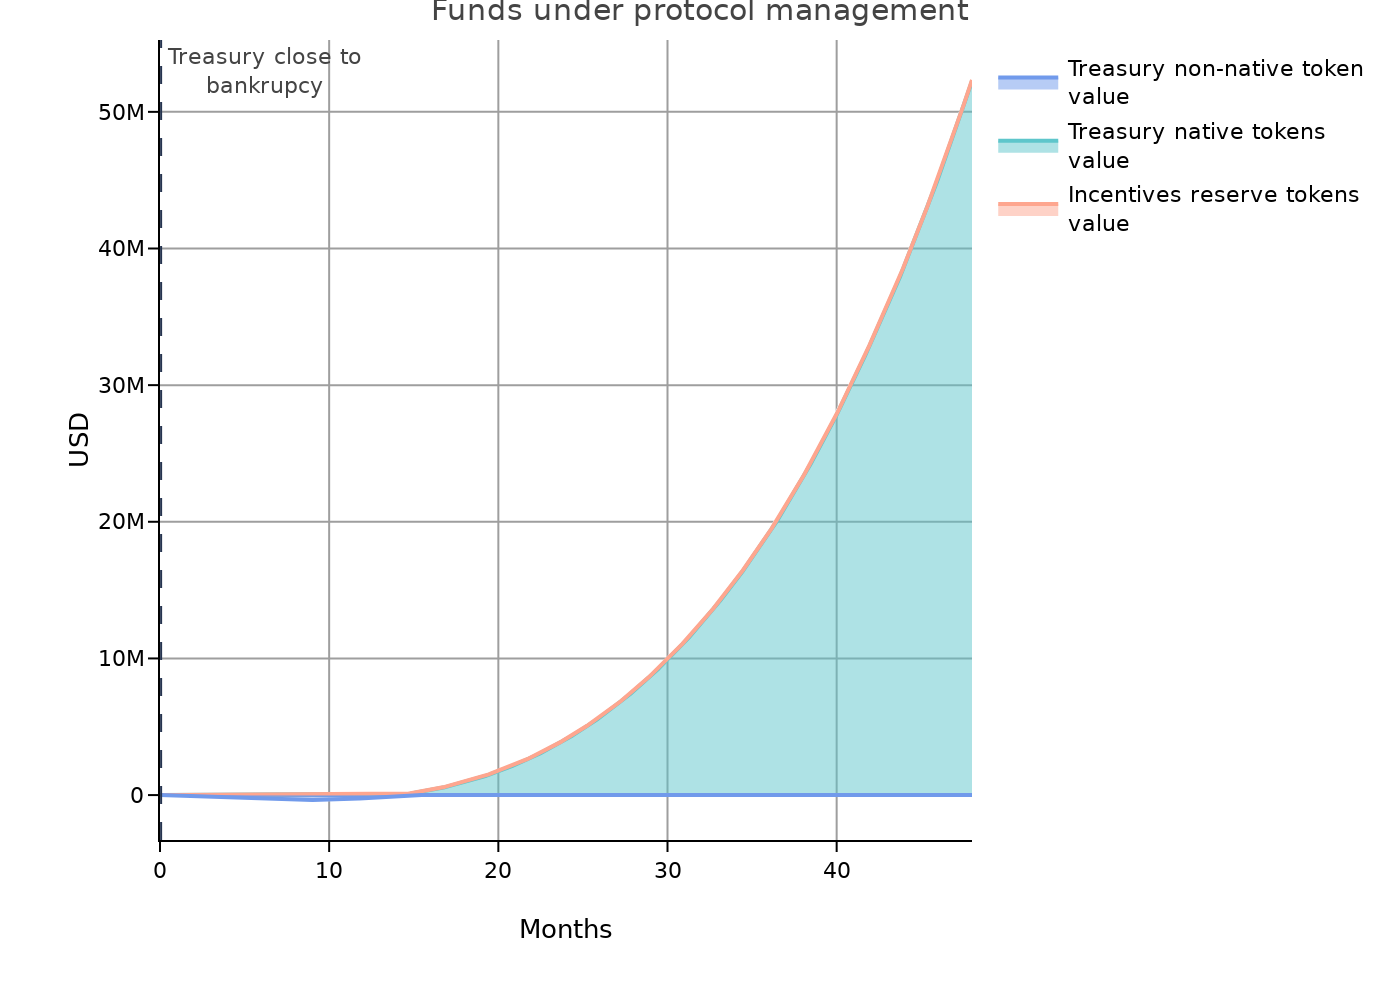 Funds under protocol management
Treasury close to
bankrupcy
Treasury non-native token
value
Treasury native tokens
value
Incentives reserve tokens
value
50M
40M
30M
20M
10M
0
USD
0 10 20 30 40
Months